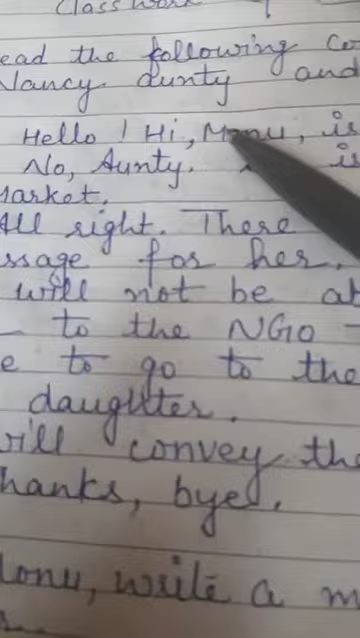 Class Work
ead the following Co
Nancy Aunty and
Hello! Hi, Monu, is
No, Aunty. is
Market.
All right. There
ssage for her.
will not be ab
to the NGO -
e to go to the
daughter.
will convey the
hanks, bye!.
Monu, write a m